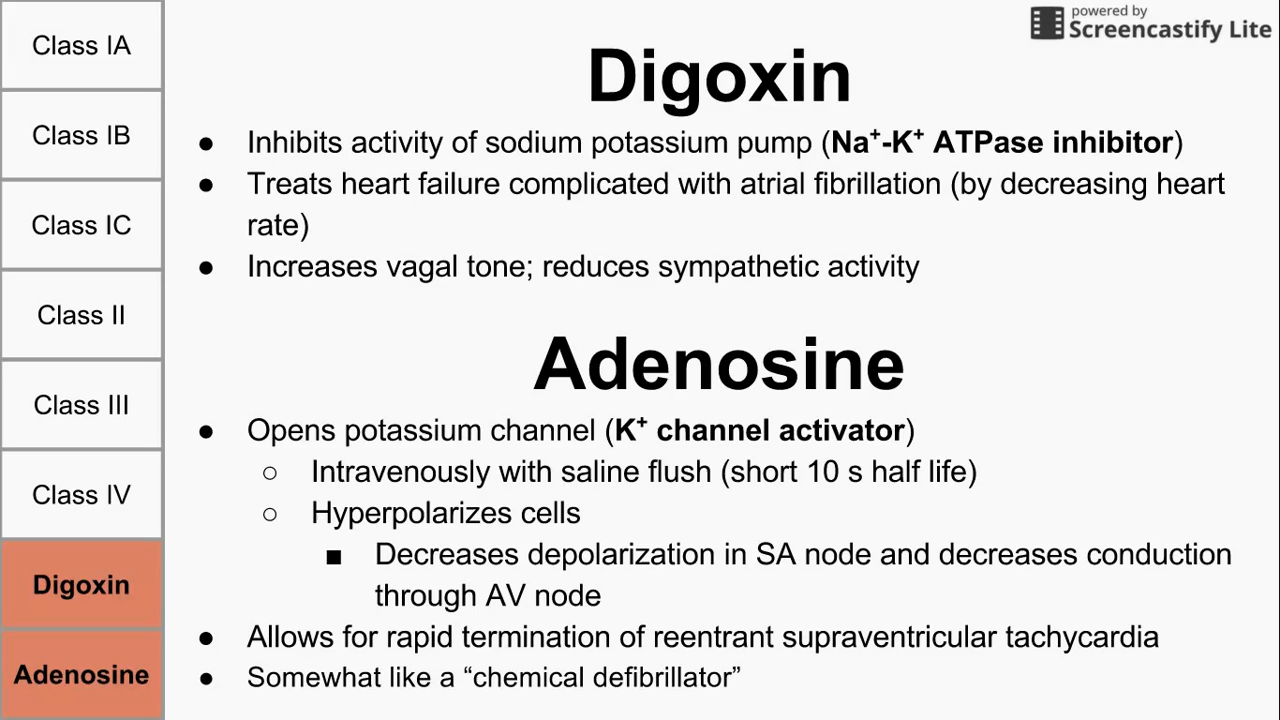 Class IA
Class IB
Class IC
Class II
Class III
Class IV
Digoxin
Adenosine
powered by
Screencastify Lite
Digoxin
● Inhibits activity of sodium potassium pump (Na⁺-K⁺ ATPase inhibitor)
● Treats heart failure complicated with atrial fibrillation (by decreasing heart
rate)
● Increases vagal tone; reduces sympathetic activity
Adenosine
● Opens potassium channel (K⁺ channel activator)
○ Intravenously with saline flush (short 10 s half life)
○ Hyperpolarizes cells
■ Decreases depolarization in SA node and decreases conduction
through AV node
● Allows for rapid termination of reentrant supraventricular tachycardia
● Somewhat like a “chemical defibrillator”